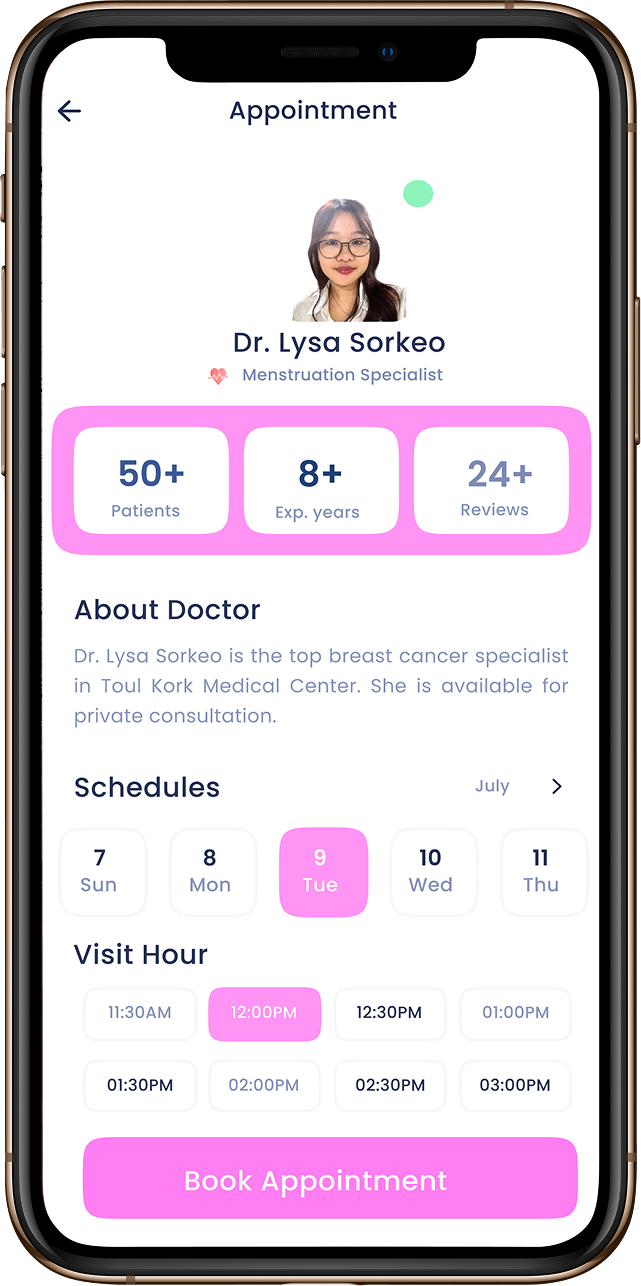 Appointment
Dr. Lysa Sorkeo
Menstruation Specialist
50+ 8+ 24+
Patients Exp. years Reviews
About Doctor
Dr. Lysa Sorkeo is the top breast cancer specialist
in Toul Kork Medical Center. She is available for
private consultation.
Schedules July
7 8 9 10 11
Sun Mon Tue Wed Thu
Visit Hour
11:30AM 12:00PM 12:30PM 01:00PM
01:30PM 02:00PM 02:30PM 03:00PM
Book Appointment